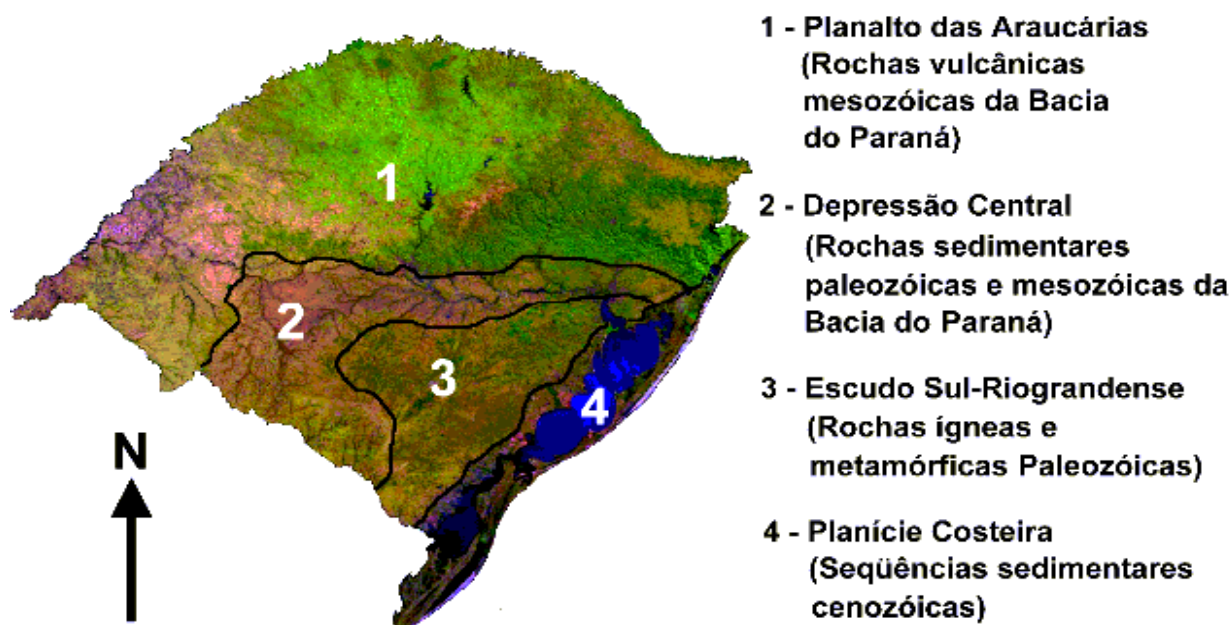 1 - Planalto das Araucárias
(Rochas vulcânicas
mesozóicas da Bacia
do Paraná)
2 - Depressão Central
(Rochas sedimentares
paleozóicas e mesozóicas da
Bacia do Paraná)
3 - Escudo Sul-Riograndense
(Rochas ígneas e
metamórficas Paleozóicas)
4 - Planície Costeira
(Seqüências sedimentares
cenozóicas)
1
2
3
4
N